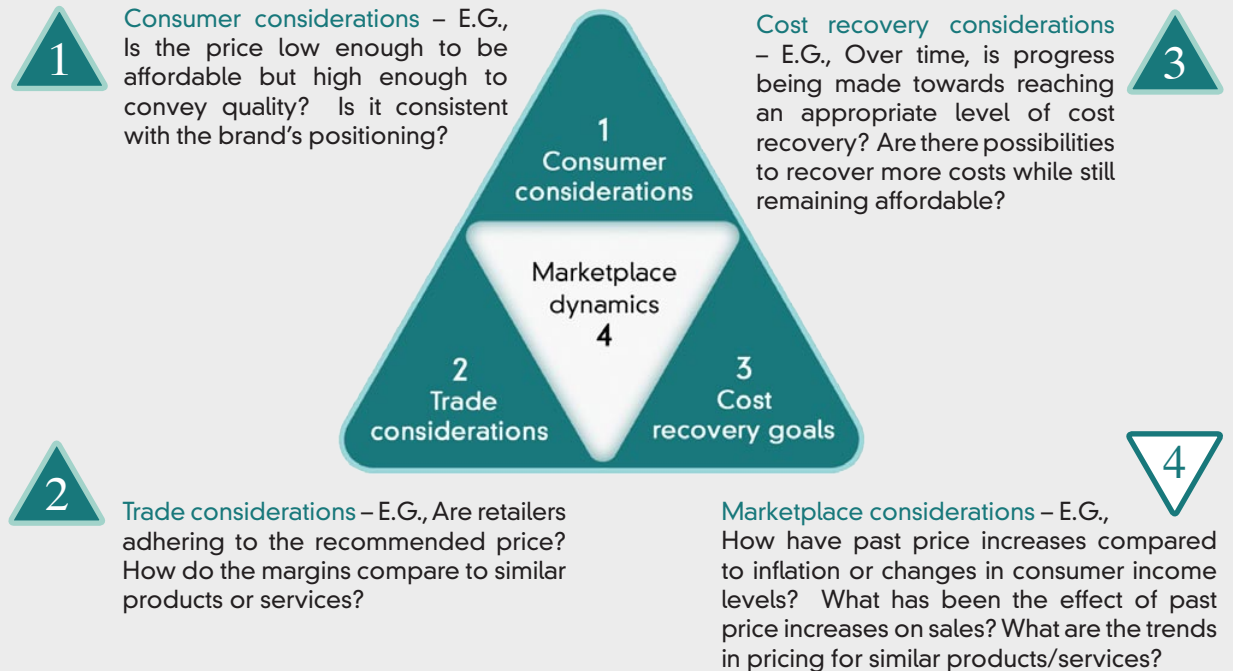 1
Consumer considerations – E.G.,
Is the price low enough to be
affordable but high enough to
convey quality? Is it consistent
with the brand’s positioning?
Cost recovery considerations
– E.G., Over time, is progress
being made towards reaching
an appropriate level of cost
recovery? Are there possibilities
to recover more costs while still
remaining affordable?
3
1
Consumer
considerations
Marketplace
dynamics
4
2
Trade
considerations
3
Cost
recovery goals
2
Trade considerations – E.G., Are retailers
adhering to the recommended price?
How do the margins compare to similar
products or services?
4
Marketplace considerations – E.G.,
How have past price increases compared
to inflation or changes in consumer income
levels? What has been the effect of past
price increases on sales? What are the trends
in pricing for similar products/services?